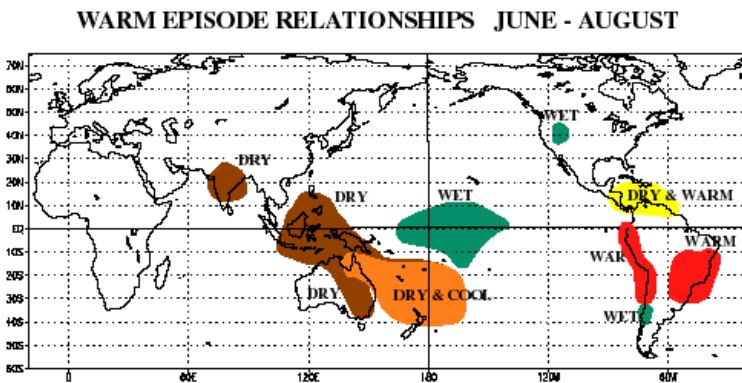 WARM EPISODE RELATIONSHIPS JUNE - AUGUST
70N
60N
50N
40N
30N
20N
10N
EQ
10S
20S
30S
40S
50S
60S
0
60E
120E
180
120W
60W
WET
DRY
DRY
WET
DRY & WARM
WAR
WARM
DRY
DRY & COOL
WET